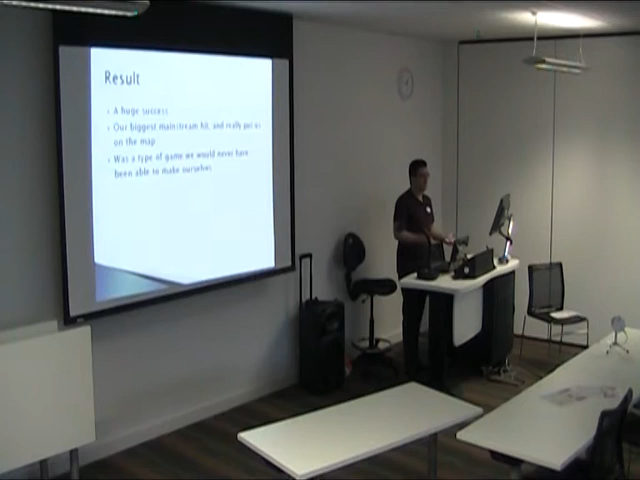 Result
A huge success
Our biggest mainstream hit, and really put us
on the map
Was a type of game we would never have
been able to make ourselves